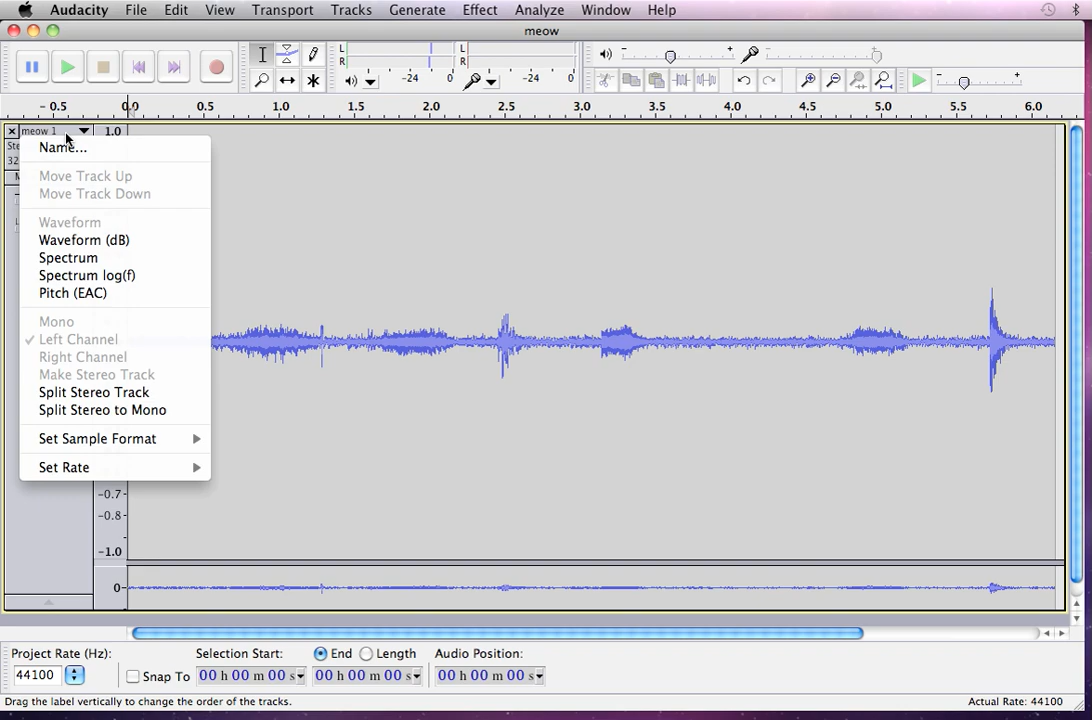 Audacity File Edit View Transport Tracks Generate Effect Analyze Window Help
meow
L R L R
-24 0 -24 0
-0.5 0.0 0.5 1.0 1.5 2.0 2.5 3.0 3.5 4.0 4.5 5.0 5.5 6.0
meow 1 1.0
Ste
32
Name...
Move Track Up
Move Track Down
Waveform
Waveform (dB)
Spectrum
Spectrum log(f)
Pitch (EAC)
Mono
✓ Left Channel
Right Channel
Make Stereo Track
Split Stereo Track
Split Stereo to Mono
Set Sample Format
Set Rate
-0.7
-0.8
-1.0
0
Project Rate (Hz): Selection Start: End Length Audio Position:
44100 Snap To 00 h 00 m 00 s 00 h 00 m 00 s 00 h 00 m 00 s
Drag the label vertically to change the order of the tracks. Actual Rate: 44100